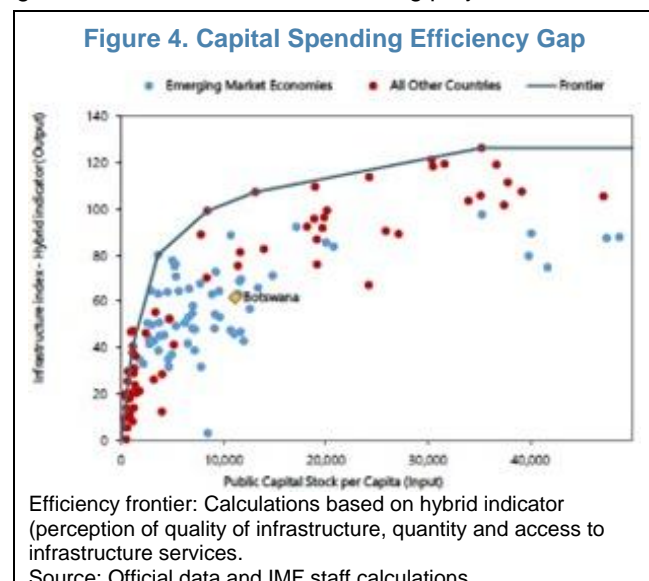 Figure 4. Capital Spending Efficiency Gap
Emerging Market Economies All Other Countries Frontier
Infrastructure index - Hybrid indicator (Output)
140
120
100
80
60
40
20
0
Botswana
0 10,000 20,000 30,000 40,000
Public Capital Stock per Capita (Input)
Efficiency frontier: Calculations based on hybrid indicator
(perception of quality of infrastructure, quantity and access to
infrastructure services.
Source: Official data and IMF staff calculations